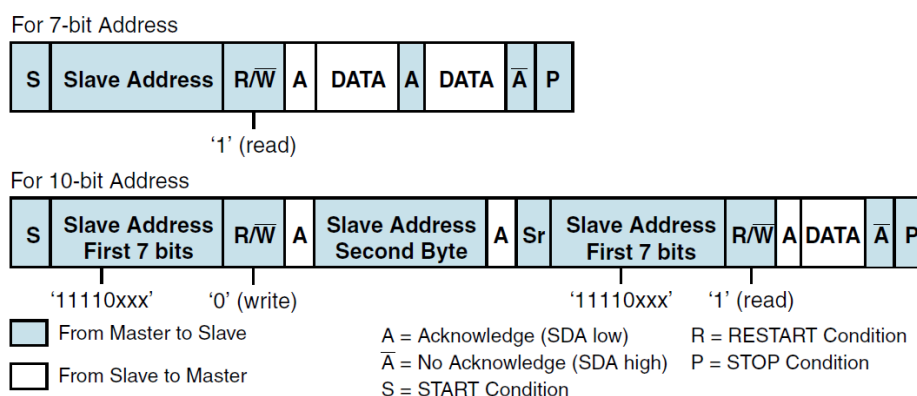 For 7-bit Address
S Slave Address R/W̅ A DATA A DATA A̅ P
‘1’ (read)
For 10-bit Address
S Slave Address First 7 bits R/W̅ A Slave Address Second Byte A Sr Slave Address First 7 bits R/W̅ A DATA A̅ P
‘11110xxx’ ‘0’ (write) ‘11110xxx’ ‘1’ (read)
From Master to Slave
From Slave to Master
A = Acknowledge (SDA low)
A̅ = No Acknowledge (SDA high)
S = START Condition
R = RESTART Condition
P = STOP Condition